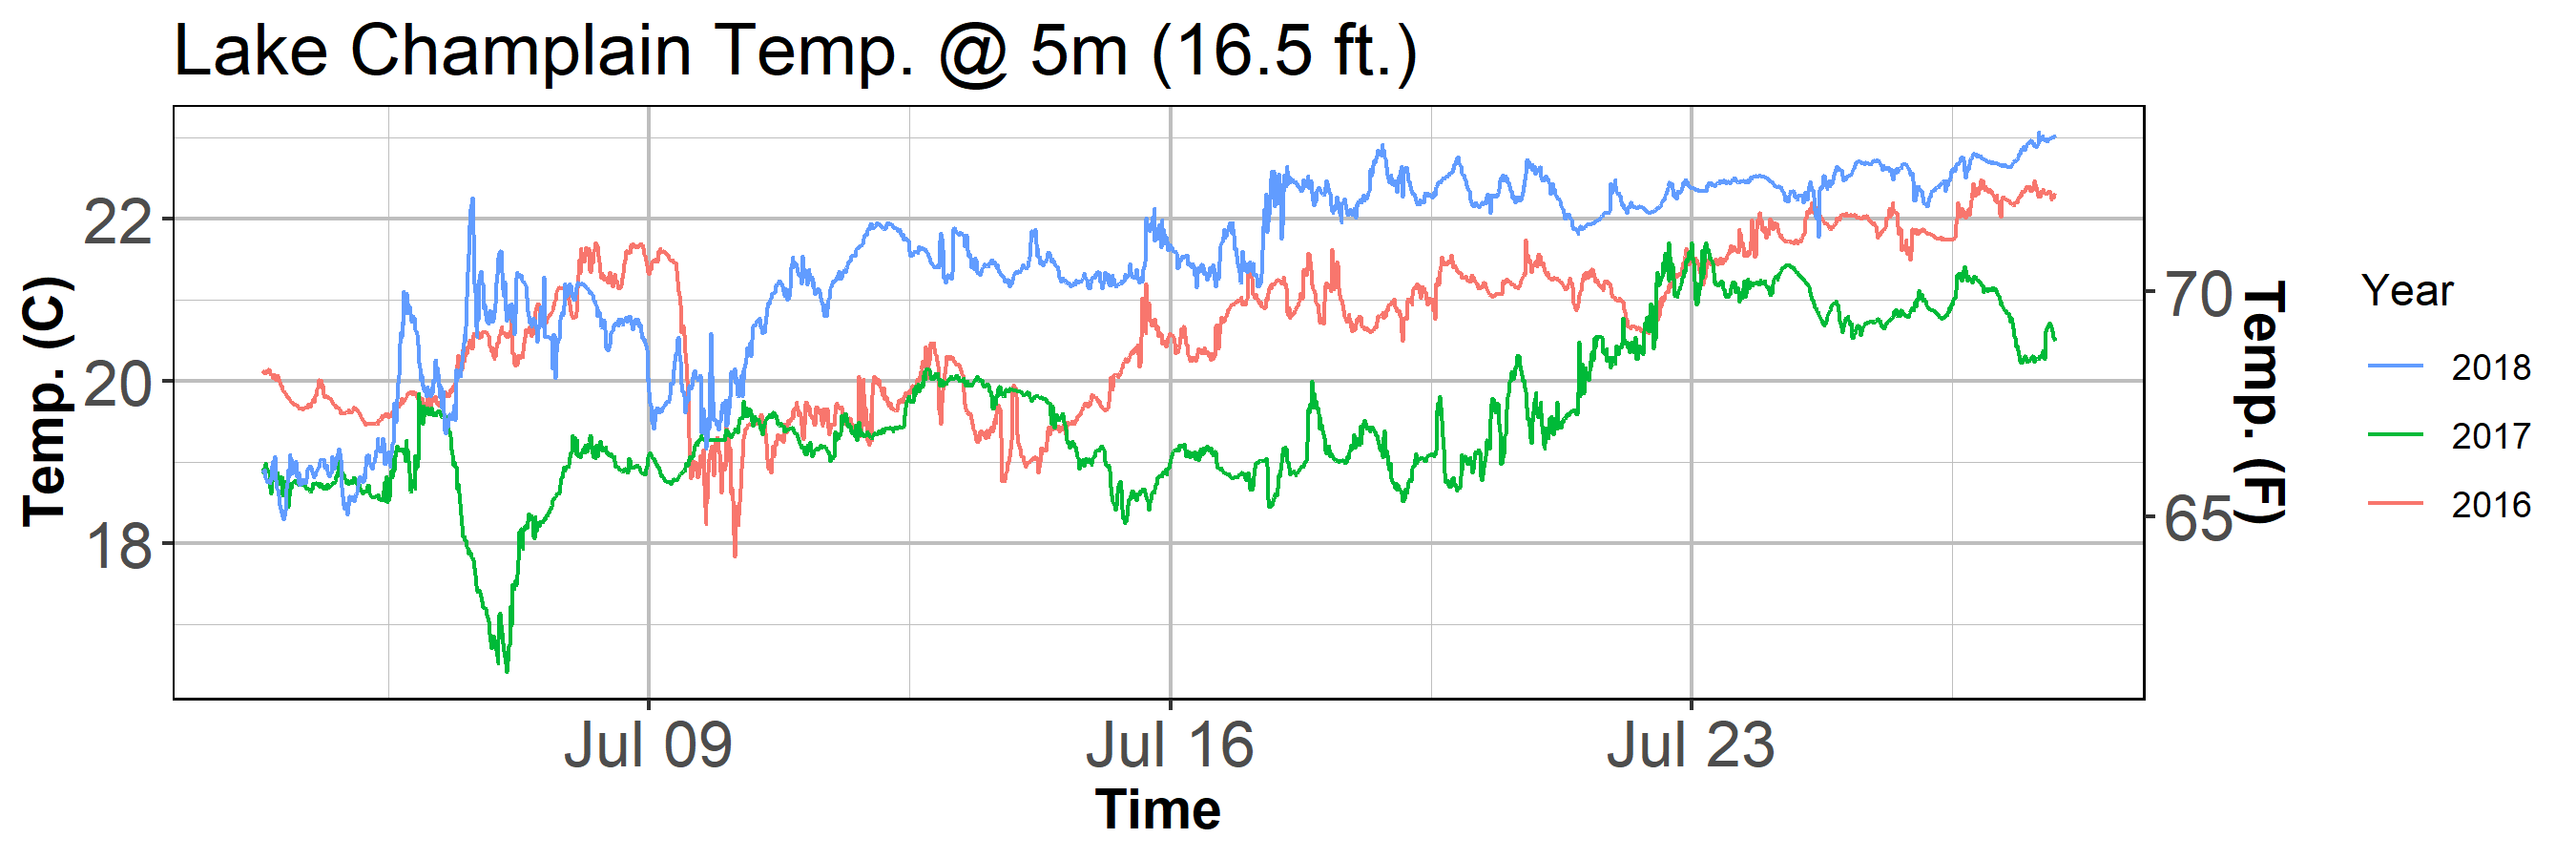 Lake Champlain Temp. @ 5m (16.5 ft.)
Temp. (C)
22
20
18
70
65
Temp. (F)
Jul 09
Jul 16
Jul 23
Time
Year
2018
2017
2016